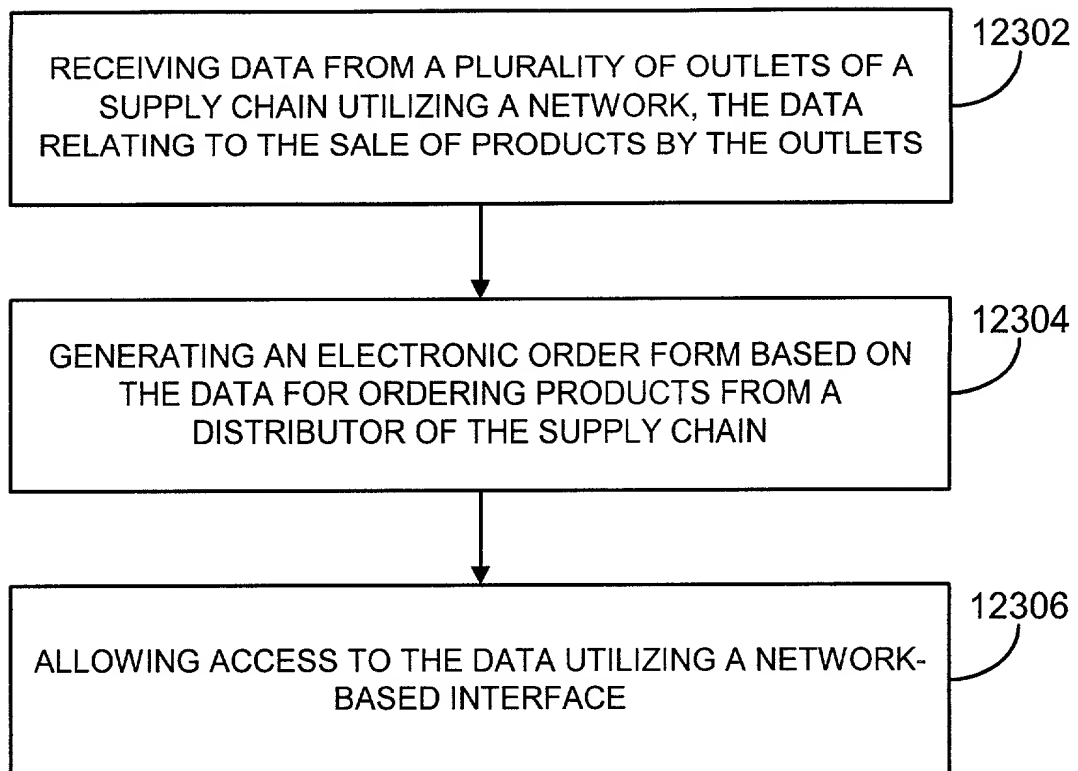 12302
RECEIVING DATA FROM A PLURALITY OF OUTLETS OF A
SUPPLY CHAIN UTILIZING A NETWORK, THE DATA
RELATING TO THE SALE OF PRODUCTS BY THE OUTLETS
12304
GENERATING AN ELECTRONIC ORDER FORM BASED ON
THE DATA FOR ORDERING PRODUCTS FROM A
DISTRIBUTOR OF THE SUPPLY CHAIN
12306
ALLOWING ACCESS TO THE DATA UTILIZING A NETWORK-
BASED INTERFACE